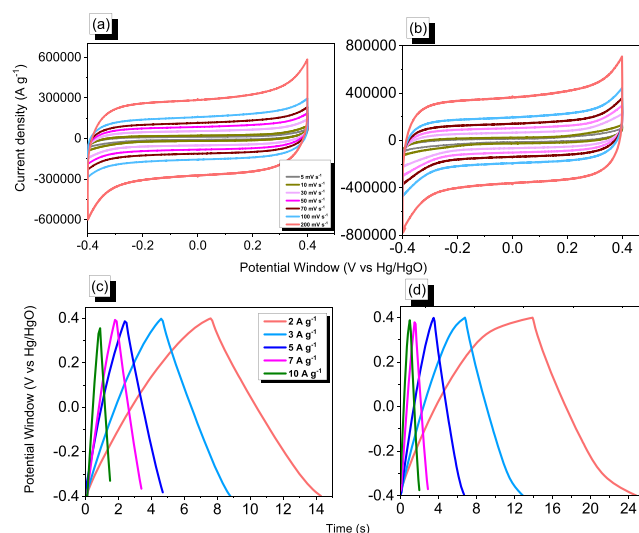 (a)
(b)
Current density (A g⁻¹)
600000
300000
0
-300000
-600000
800000
400000
0
-400000
-800000
5 mV s⁻¹
10 mV s⁻¹
30 mV s⁻¹
50 mV s⁻¹
70 mV s⁻¹
100 mV s⁻¹
200 mV s⁻¹
-0.4 -0.2 0.0 0.2 0.4
-0.4 -0.2 0.0 0.2 0.4
Potential Window (V vs Hg/HgO)
(c)
(d)
Potential Window (V vs Hg/HgO)
0.4
0.2
0.0
-0.2
-0.4
0.4
0.2
0.0
-0.2
-0.4
2 A g⁻¹
3 A g⁻¹
5 A g⁻¹
7 A g⁻¹
10 A g⁻¹
0 2 4 6 8 10 12 14
0 4 8 12 16 20 24
Time (s)